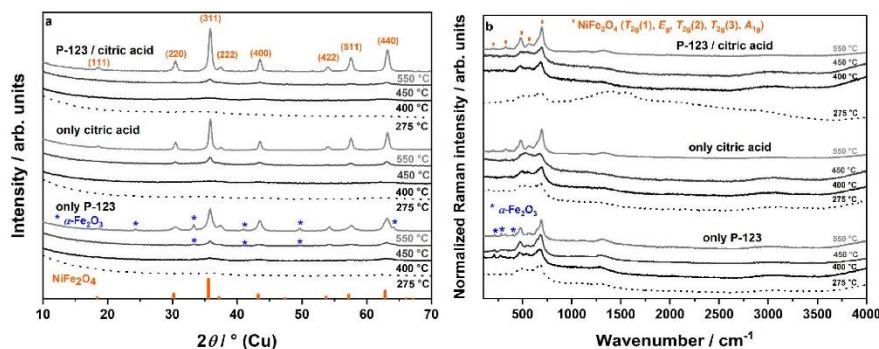 a
(311)
P-123 / citric acid
(111)
(220)
(222)
(400)
(422)
(511)
(440)
550 °C
450 °C
400 °C
275 °C
only citric acid
550 °C
450 °C
400 °C
275 °C
only P-123
* α-Fe2O3
* * * * * *
550 °C
* * *
450 °C
400 °C
275 °C
NiFe2O4
10 20 30 40 50 60 70
2θ / ° (Cu)
Intensity / arb. units
b
NiFe2O4 (T2g(1), Eg, T2g(2), T2g(3), A1g)
P-123 / citric acid
550 °C
450 °C
400 °C
275 °C
only citric acid
550 °C
450 °C
400 °C
275 °C
* α-Fe2O3
* * *
only P-123
550 °C
450 °C
400 °C
275 °C
500 1000 1500 2000 2500 3000 3500 4000
Wavenumber / cm-1
Normalized Raman intensity / arb. units